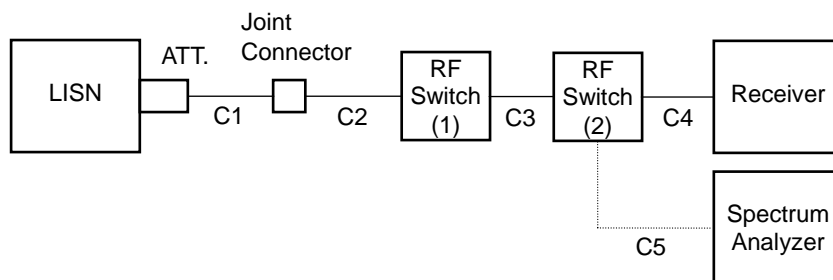 Joint
Connector
ATT.
LISN
C1
C2
RF
Switch
(1)
C3
RF
Switch
(2)
C4
Receiver
C5
Spectrum
Analyzer